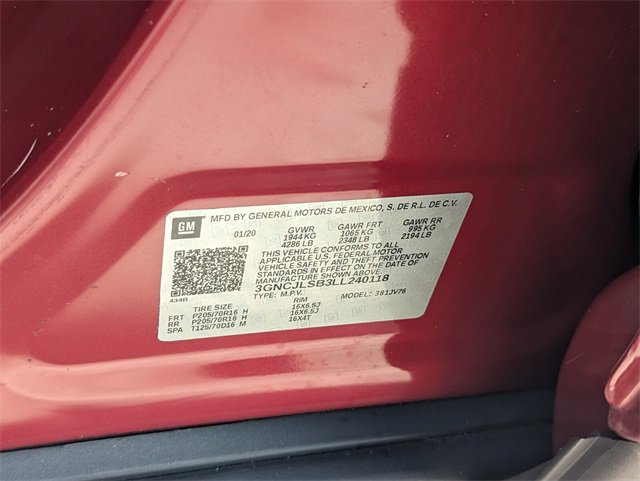 GM
MFD BY GENERAL MOTORS DE MEXICO, S. DE R.L. DE C.V.
01/20 GVWR GAWR FRT GAWR RR
1944 KG 1065 KG 995 KG
4286 LB 2348 LB 2194 LB
THIS VEHICLE CONFORMS TO ALL
APPLICABLE U.S. FEDERAL MOTOR
VEHICLE SAFETY AND THEFT
PREVENTION STANDARDS IN EFFECT ON THE DATE OF
MANUFACTURE SHOWN ABOVE.
3GNCJLSB3LL240118
434B TYPE: M.P.V. MODEL: 381JV76
TIRE SIZE RIM
FRT P205/70R16 H 16X6.5J
RR P205/70R16 H 16X6.5J
SPA T125/70D16 M 16X4T